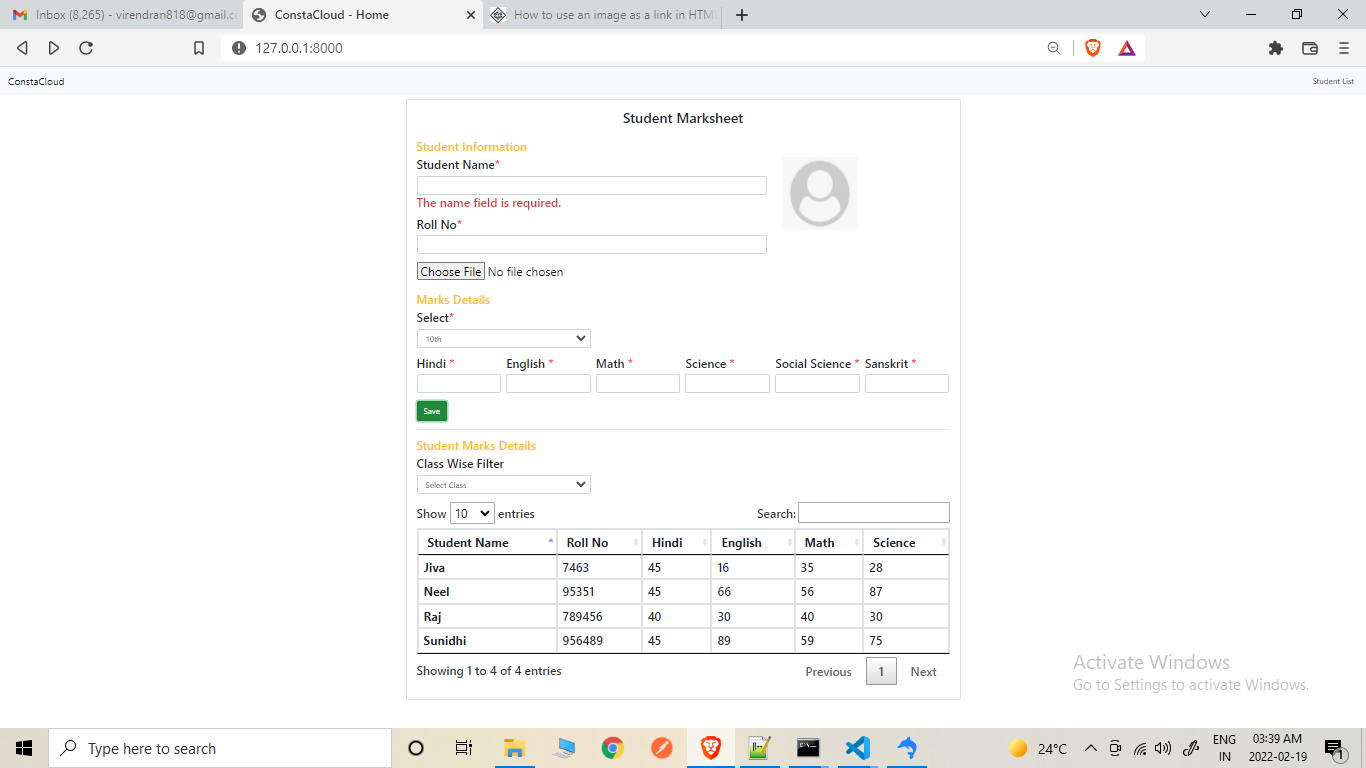 Inbox (8,265) - virendran818@gmail.co
ConstaCloud - Home
How to use an image as a link in HTM
127.0.0.1:8000
ConstaCloud
Student List
Student Marksheet
Student Information
Student Name*
The name field is required.
Roll No*
Choose File No file chosen
Marks Details
Select*
10th
Hindi * English * Math * Science * Social Science * Sanskrit *
Save
Student Marks Details
Class Wise Filter
Select Class
Show 10 entries Search:
Student Name Roll No Hindi English Math Science
Jiva 7463 45 16 35 28
Neel 95351 45 66 56 87
Raj 789456 40 30 40 30
Sunidhi 956489 45 89 59 75
Showing 1 to 4 of 4 entries Previous 1 Next
Activate Windows
Go to Settings to activate Windows.
Type here to search
24°C
ENG
IN
03:39 AM
2022-02-19
1